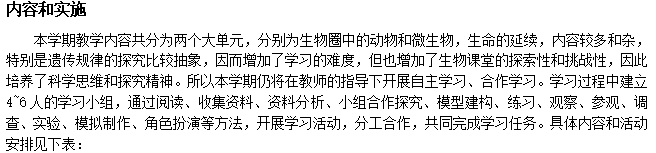 内容和实施
本学期教学内容共分为两个大单元，分别为生物圈中的动物和微生物，生命的延续，内容较多和杂，
特别是遗传规律的探究比较抽象，因而增加了学习的难度，但也增加了生物课堂的探索性和挑战性，因此
培养了科学思维和探究精神。所以本学期仍将在教师的指导下开展自主学习、合作学习。学习过程中建立
4~6人的学习小组，通过阅读、收集资料、资料分析、小组合作探究、模型建构、练习、观察、参观、调
查、实验、模拟制作、角色扮演等方法，开展学习活动，分工合作，共同完成学习任务。具体内容和活动
安排见下表：